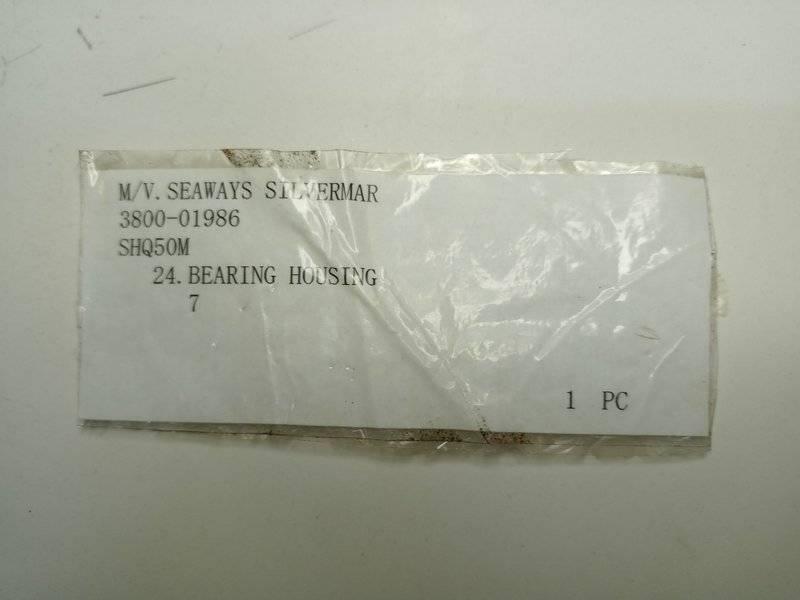 M/V. SEAWAYS SILVERMAR
3800-01986
SHQ50M
24. BEARING HOUSING
7
1 PC